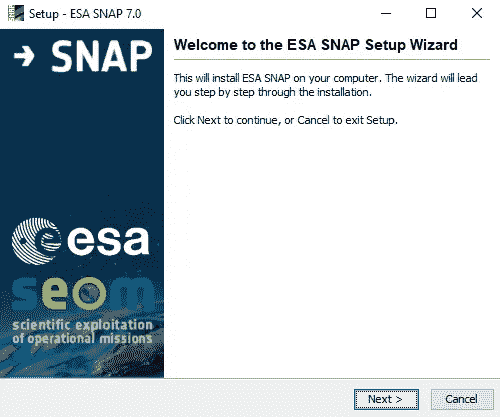 Setup - ESA SNAP 7.0
SNAP
Welcome to the ESA SNAP Setup Wizard
This will install ESA SNAP on your computer. The wizard will lead
you step by step through the installation.
Click Next to continue, or Cancel to exit Setup.
esa
seom
scientific exploitation
of operational missions
Next >
Cancel